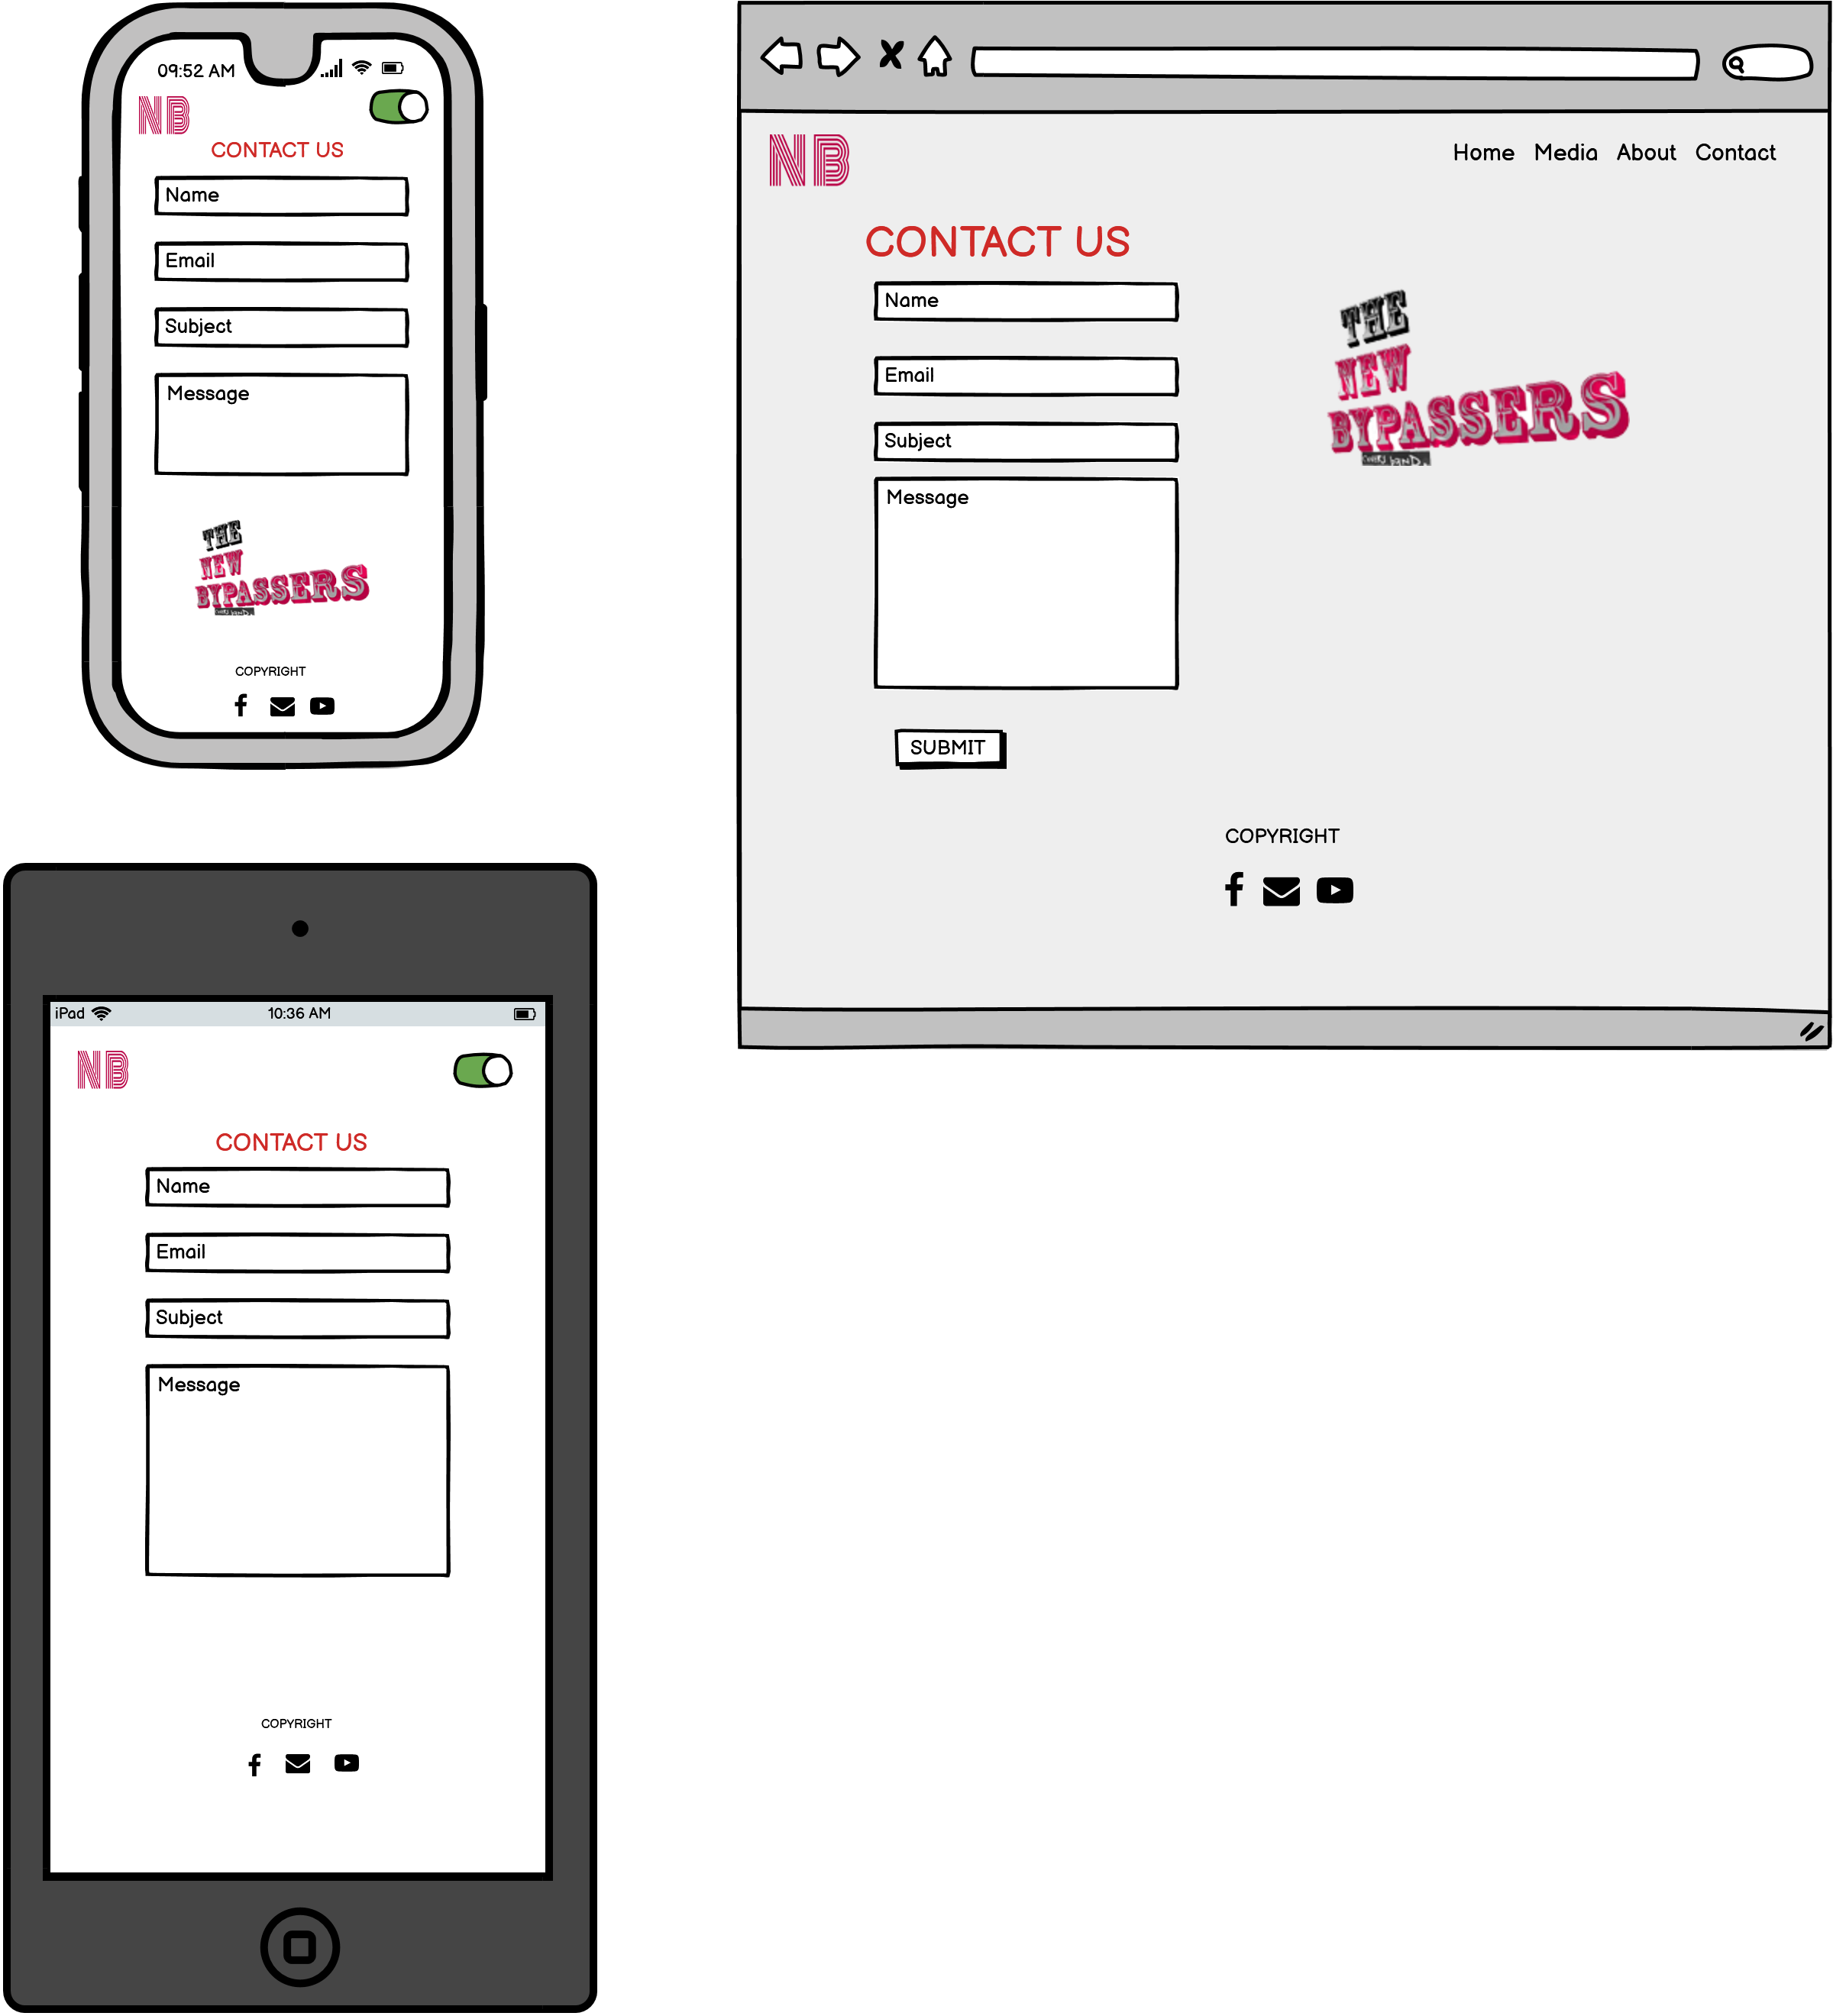 09:52 AM
NB
CONTACT US
Name
Email
Subject
Message
THE
NEW
BYPASSERS
COPYRIGHT
NB
Home Media About Contact
CONTACT US
Name
Email
Subject
Message
SUBMIT
THE
NEW
BYPASSERS
COPYRIGHT
iPad 10:36 AM
NB
CONTACT US
Name
Email
Subject
Message
COPYRIGHT